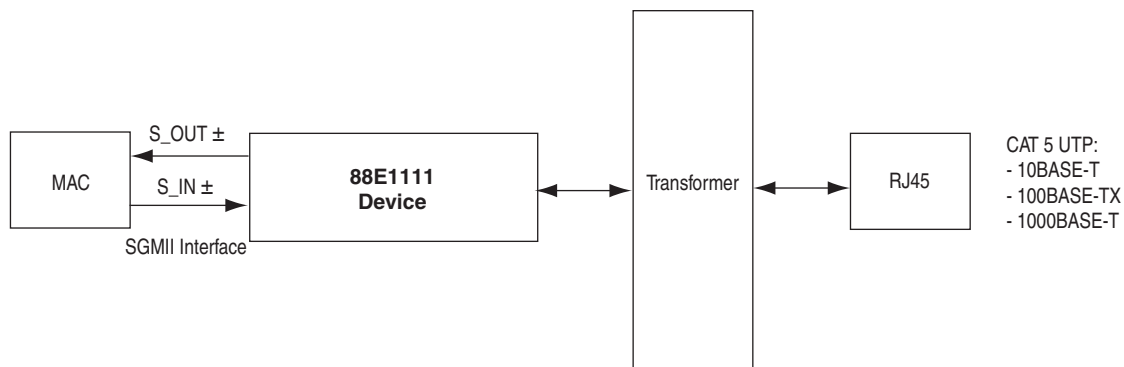 MAC
S_OUT ±
S_IN ±
SGMII Interface
88E1111
Device
Transformer
RJ45
CAT 5 UTP:
- 10BASE-T
- 100BASE-TX
- 1000BASE-T